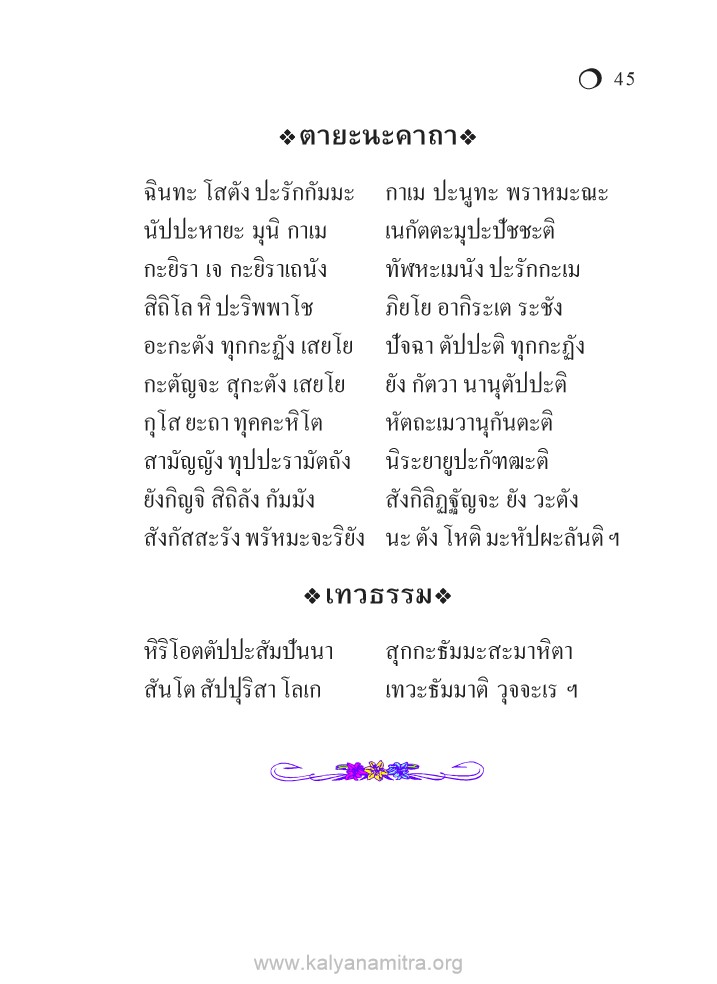 45
❖ตายะนะคาถา❖
ฉินทะ โสตัง ปะรักกัมมะ กาเม ปะนูทะ พราหมะณะ
นัปปะหายะ มุนิ กาเม เนกัตตะมุปะปัชชะติ
กะยิรา เจ กะยิราเถนัง ทัฬหะเมนัง ปะรักกะเม
สิถิโล หิ ปะริพพาโช ภิยโย อากิระเต ระชัง
อะกะตัง ทุกกะฏัง เสยโย ปัจฉา ตัปปะติ ทุกกะฏัง
กะตัญจะ สุกะตัง เสยโย ยัง กัตวา นานุตัปปะติ
กุโส ยะถา ทุคคะหิโต หัตถะเมวานุกันตะติ
สามัญญัง ทุปปะรามัตถัง นิระยายูปะกัฑฒะติ
ยังกิญจิ สิถิลัง กัมมัง สังกิลิฏฐัญจะ ยัง วะตัง
สังกัสสะรัง พรัหมะจะริยัง นะ ตัง โหติ มะหัปผะลันติ ฯ
❖เทวธรรม❖
หิริโอตตัปปะสัมปันนา สุกกะธัมมะสะมาหิตา
สันโต สัปปุริสา โลเก เทวะธัมมาติ วุจจะเร ฯ
www.kalyanamitra.org